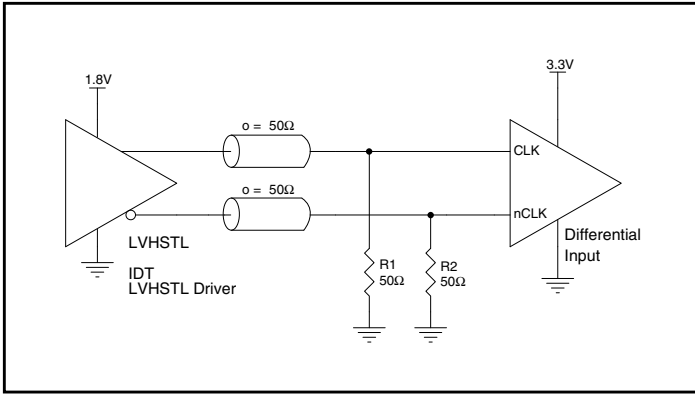 3.3V
1.8V
o = 50Ω
CLK
o = 50Ω
nCLK
LVHSTL
Differential
Input
IDT
LVHSTL Driver
R1
50Ω
R2
50Ω